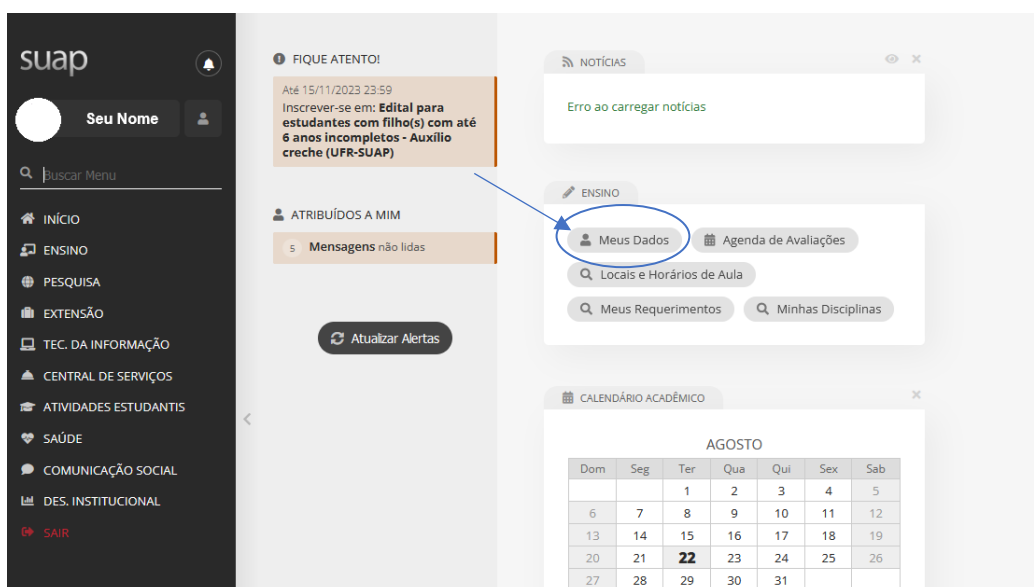 suap
Seu Nome
Buscar Menu
INÍCIO
ENSINO
PESQUISA
EXTENSÃO
TEC. DA INFORMAÇÃO
CENTRAL DE SERVIÇOS
ATIVIDADES ESTUDANTIS
SAÚDE
COMUNICAÇÃO SOCIAL
DES. INSTITUCIONAL
SAIR
FIQUE ATENTO!
Até 15/11/2023 23:59
Inscrever-se em: Edital para
estudantes com filho(s) com até
6 anos incompletos - Auxílio
creche (UFR-SUAP)
ATRIBUÍDOS A MIM
5 Mensagens não lidas
Atualizar Alertas
NOTÍCIAS
Erro ao carregar notícias
ENSINO
Meus Dados Agenda de Avaliações
Locais e Horários de Aula
Meus Requerimentos Minhas Disciplinas
CALENDÁRIO ACADÊMICO
AGOSTO
Dom Seg Ter Qua Qui Sex Sab
1 2 3 4 5
6 7 8 9 10 11 12
13 14 15 16 17 18 19
20 21 22 23 24 25 26
27 28 29 30 31